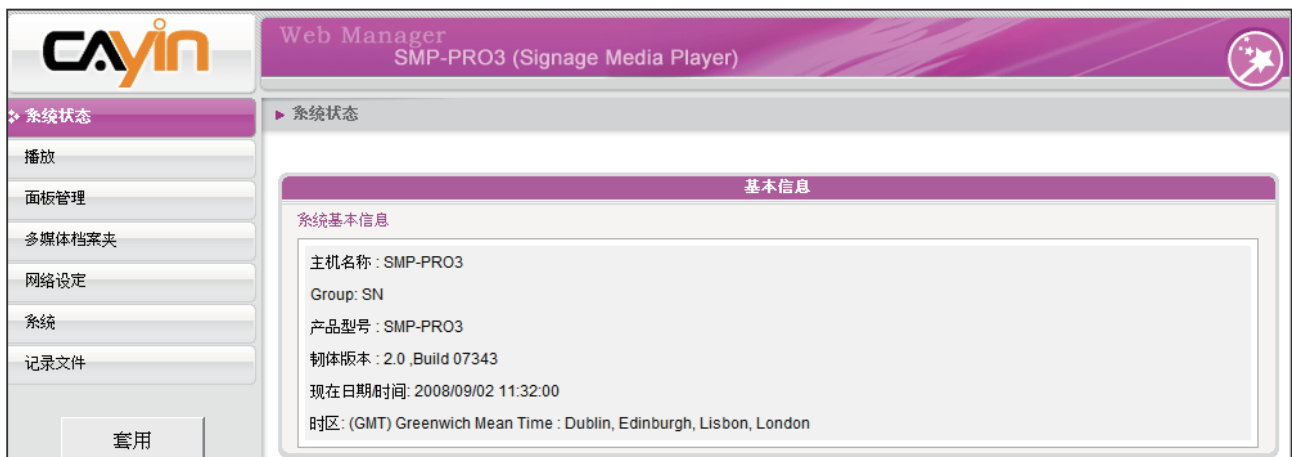 CAyin
Web Manager
SMP-PRO3 (Signage Media Player)
系统状态
播放
面板管理
多媒体档案夹
网络设定
系统
记录文件
套用
系统状态
基本信息
系统基本信息
主机名称 : SMP-PRO3
Group: SN
产品型号 : SMP-PRO3
韧体版本 : 2.0 ,Build 07343
现在日期/时间: 2008/09/02 11:32:00
时区: (GMT) Greenwich Mean Time : Dublin, Edinburgh, Lisbon, London